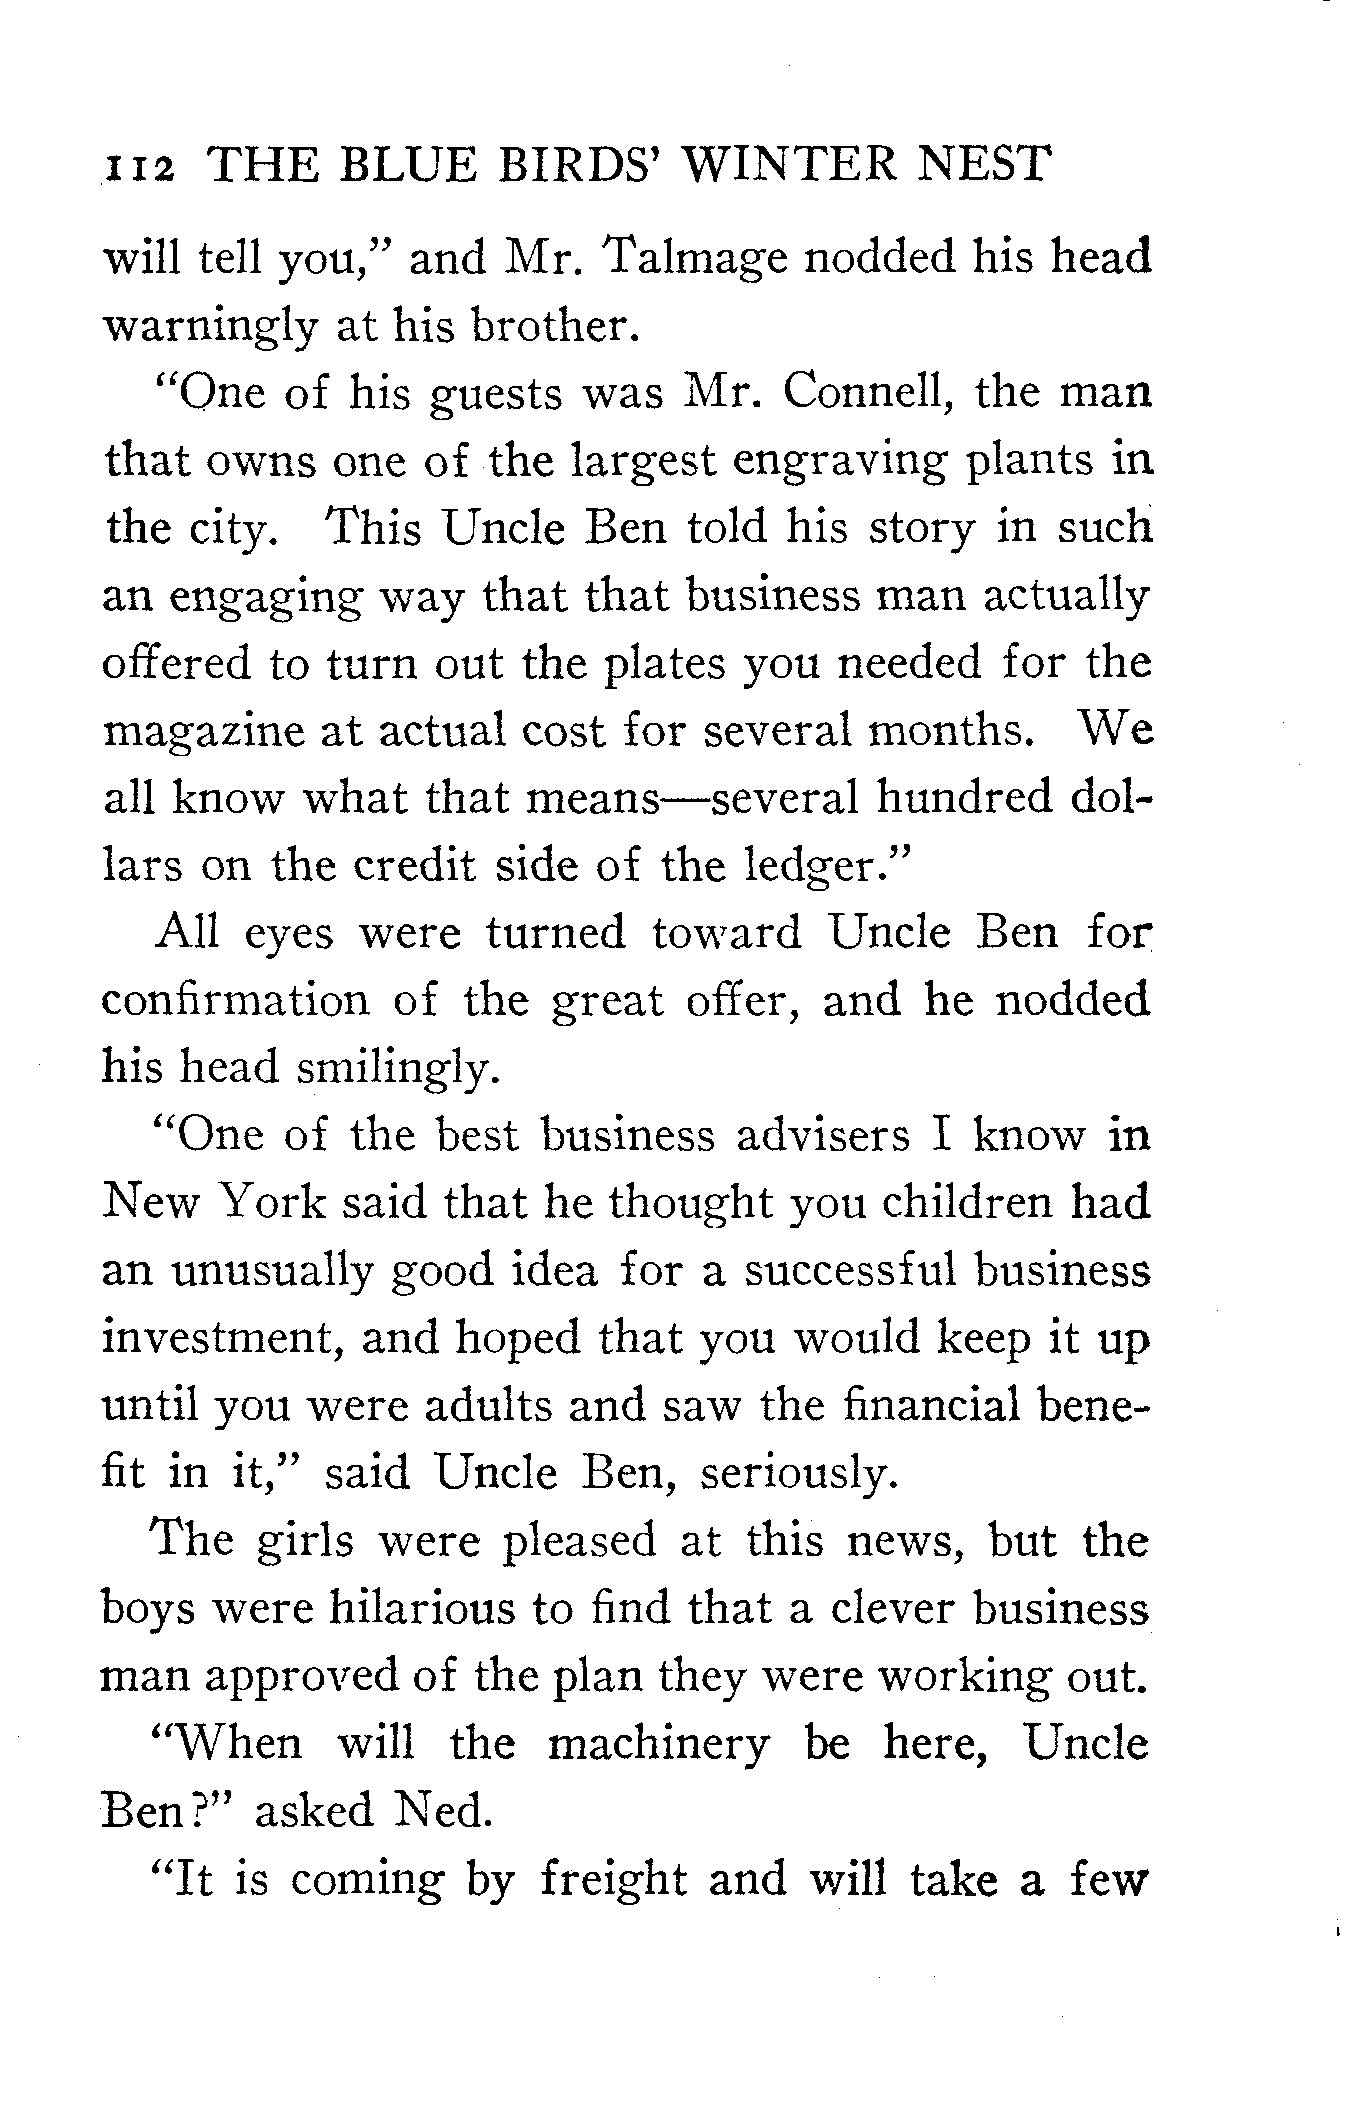 112 THE BLUE BIRDS' WINTER NEST
will tell you,” and Mr. Talmage nodded his head
warningly at his brother.
“One of his guests was Mr. Connell, the man
that owns one of the largest engraving plants in
the city. This Uncle Ben told his story in such
an engaging way that that business man actually
offered to turn out the plates you needed for the
magazine at actual cost for several months. We
all know what that means—several hundred dol-
lars on the credit side of the ledger.”
All eyes were turned toward Uncle Ben for
confirmation of the great offer, and he nodded
his head smilingly.
“One of the best business advisers I know in
New York said that he thought you children had
an unusually good idea for a successful business
investment, and hoped that you would keep it up
until you were adults and saw the financial bene-
fit in it,” said Uncle Ben, seriously.
The girls were pleased at this news, but the
boys were hilarious to find that a clever business
man approved of the plan they were working out.
“When will the machinery be here, Uncle
Ben?” asked Ned.
“It is coming by freight and will take a few